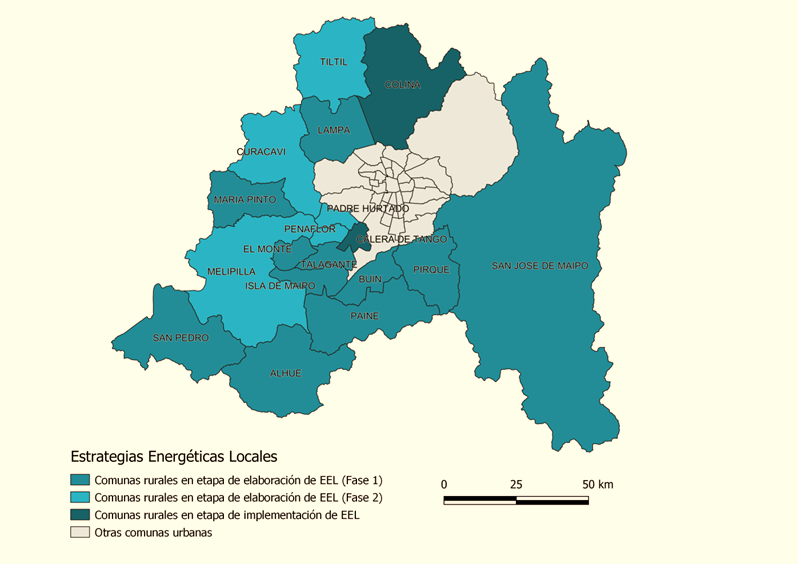 TILTIL
COLINA
LAMPA
CURACAVI
MARIA PINTO
PADRE HURTADO
PEÑAFLOR
CALERA DE TANGO
EL MONTE
TALAGANTE
MELIPILLA
ISLA DE MAIPO
BUIN
PIRQUE
SAN JOSE DE MAIPO
PAINE
SAN PEDRO
ALHUE
Estrategias Energéticas Locales
Comunas rurales en etapa de elaboración de EEL (Fase 1)
Comunas rurales en etapa de elaboración de EEL (Fase 2)
Comunas rurales en etapa de implementación de EEL
Otras comunas urbanas
0 25 50 km